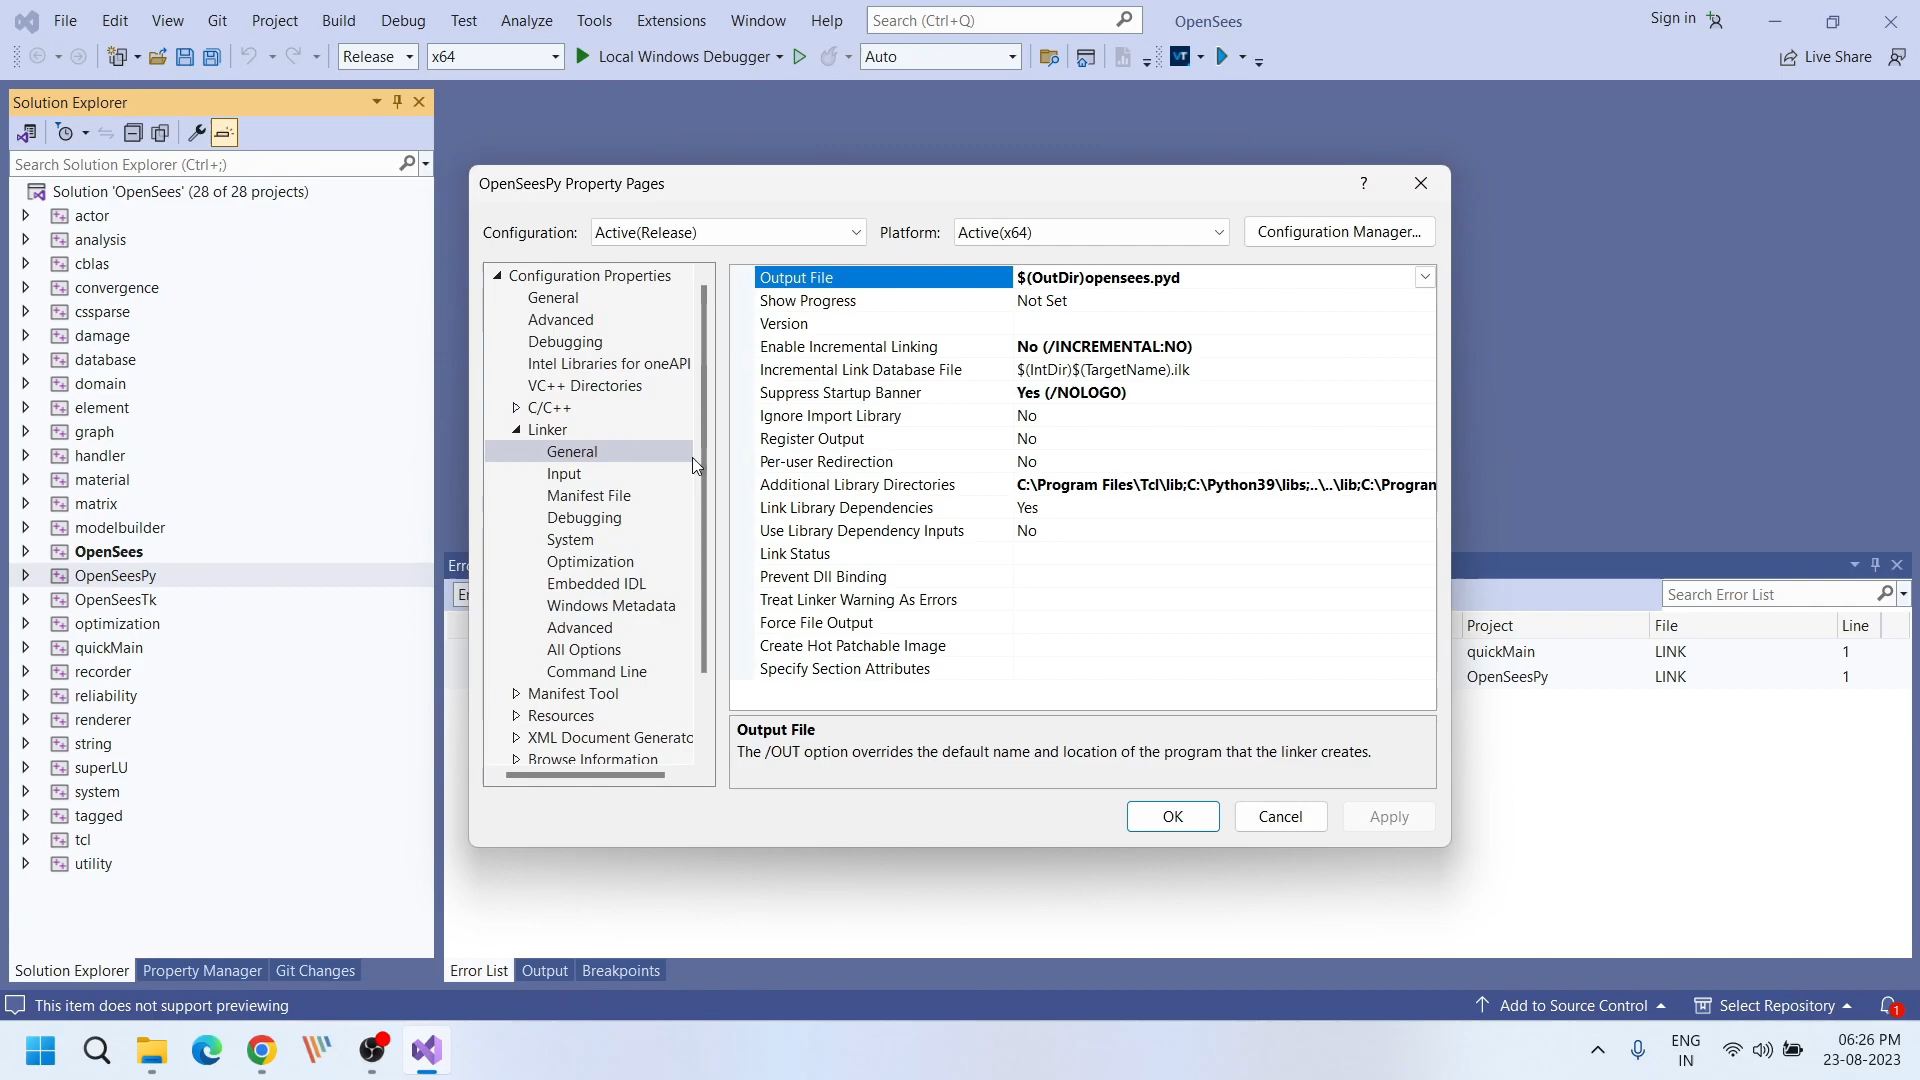 File Edit View Git Project Build Debug Test Analyze Tools Extensions Window Help Search (Ctrl+Q) OpenSees Sign in
Release x64 Local Windows Debugger Auto VT Live Share
Solution Explorer
Search Solution Explorer (Ctrl+;)
Solution 'OpenSees' (28 of 28 projects)
actor
analysis
cblas
convergence
cssparse
damage
database
domain
element
graph
handler
material
matrix
modelbuilder
OpenSees
OpenSeesPy
OpenSeesTk
optimization
quickMain
recorder
reliability
renderer
string
superLU
system
tagged
tcl
utility
Solution Explorer Property Manager Git Changes
OpenSeesPy Property Pages ?
Configuration: Active(Release) Platform: Active(x64) Configuration Manager...
Configuration Properties
General
Advanced
Debugging
Intel Libraries for oneAPI
VC++ Directories
C/C++
Linker
General
Input
Manifest File
Debugging
System
Optimization
Embedded IDL
Windows Metadata
Advanced
All Options
Command Line
Manifest Tool
Resources
XML Document Generato
Browse Information
Output File $(OutDir)opensees.pyd
Show Progress Not Set
Version
Enable Incremental Linking No (/INCREMENTAL:NO)
Incremental Link Database File $(IntDir)$(TargetName).ilk
Suppress Startup Banner Yes (/NOLOGO)
Ignore Import Library No
Register Output No
Per-user Redirection No
Additional Library Directories C:\Program Files\Tcl\lib;C:\Python39\libs;..\..\lib;C:\Program
Link Library Dependencies Yes
Use Library Dependency Inputs No
Link Status
Prevent Dll Binding
Treat Linker Warning As Errors
Force File Output
Create Hot Patchable Image
Specify Section Attributes
Output File
The /OUT option overrides the default name and location of the program that the linker creates.
OK Cancel Apply
Erro
En
Search Error List
Project File Line
quickMain LINK 1
OpenSeesPy LINK 1
Error List Output Breakpoints
This item does not support previewing Add to Source Control Select Repository 1
ENG
IN
06:26 PM
23-08-2023